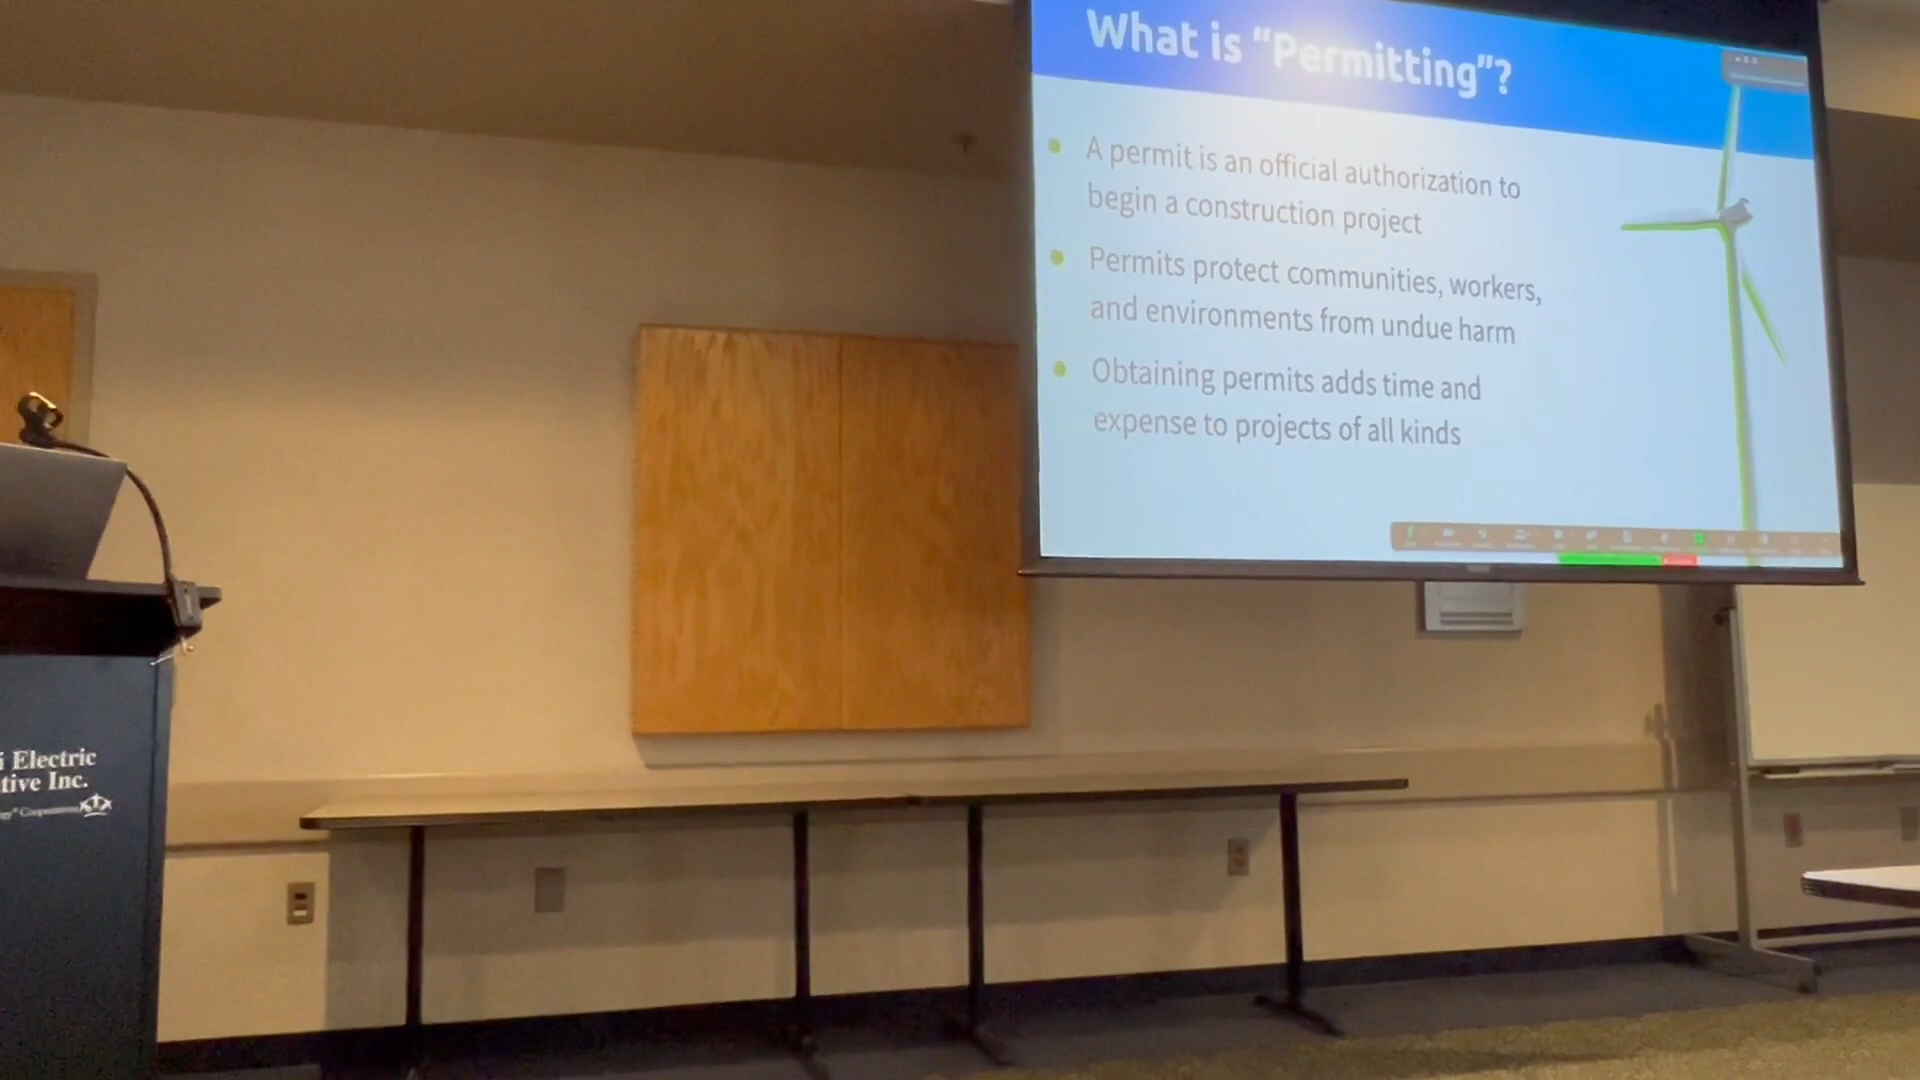 What is “Permitting”?
A permit is an official authorization to
begin a construction project
Permits protect communities, workers,
and environments from undue harm
Obtaining permits adds time and
expense to projects of all kinds
i Electric
tive Inc.